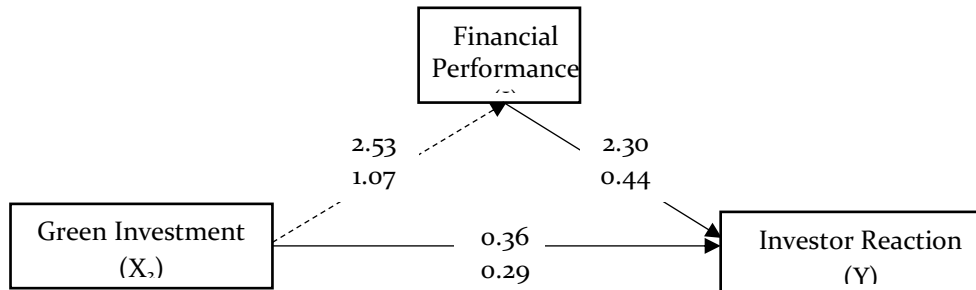 Financial
Performance
2.53
1.07
2.30
0.44
Green Investment
0.36
0.29
Investor Reaction
(Y)